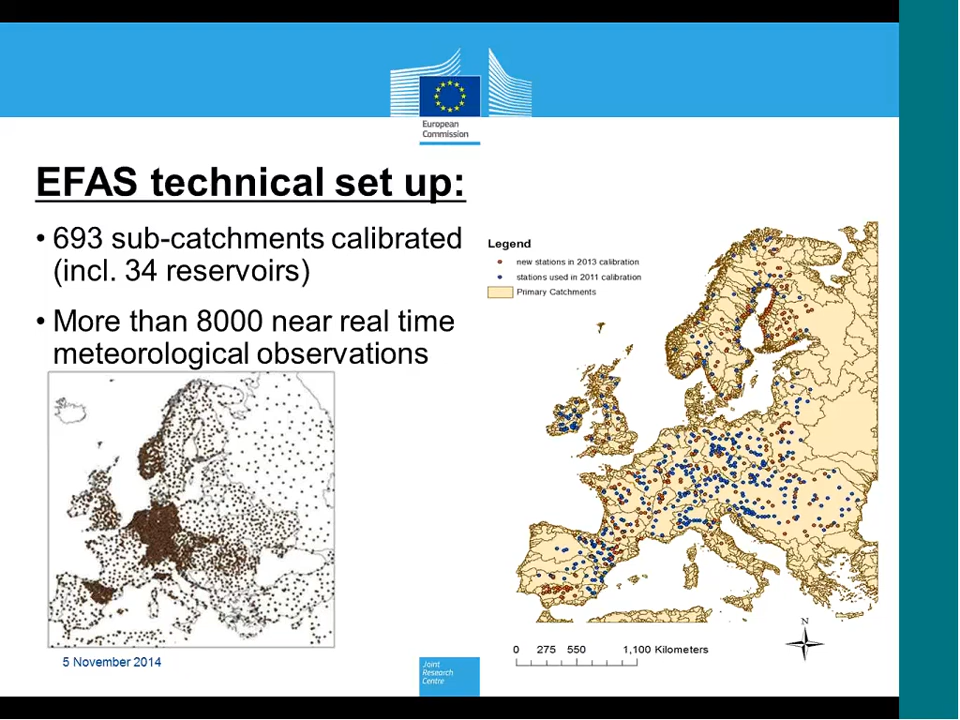 European
Commission
EFAS technical set up:
• 693 sub-catchments calibrated
(incl. 34 reservoirs)
• More than 8000 near real time
meteorological observations
Legend
new stations in 2013 calibration
stations used in 2011 calibration
Primary Catchments
N
0 275 550 1,100 Kilometers
5 November 2014
Joint
Research
Centre